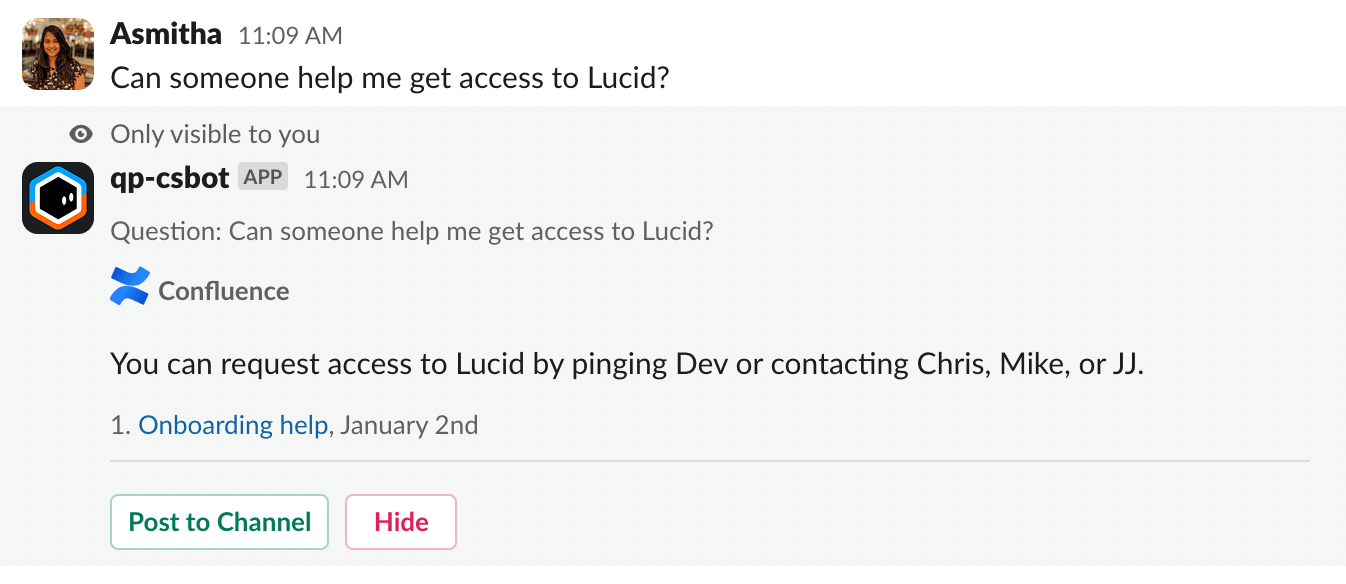 Asmitha 11:09 AM
Can someone help me get access to Lucid?
Only visible to you
qp-csbot APP 11:09 AM
Question: Can someone help me get access to Lucid?
Confluence
You can request access to Lucid by pinging Dev or contacting Chris, Mike, or JJ.
1. Onboarding help, January 2nd
Post to Channel Hide